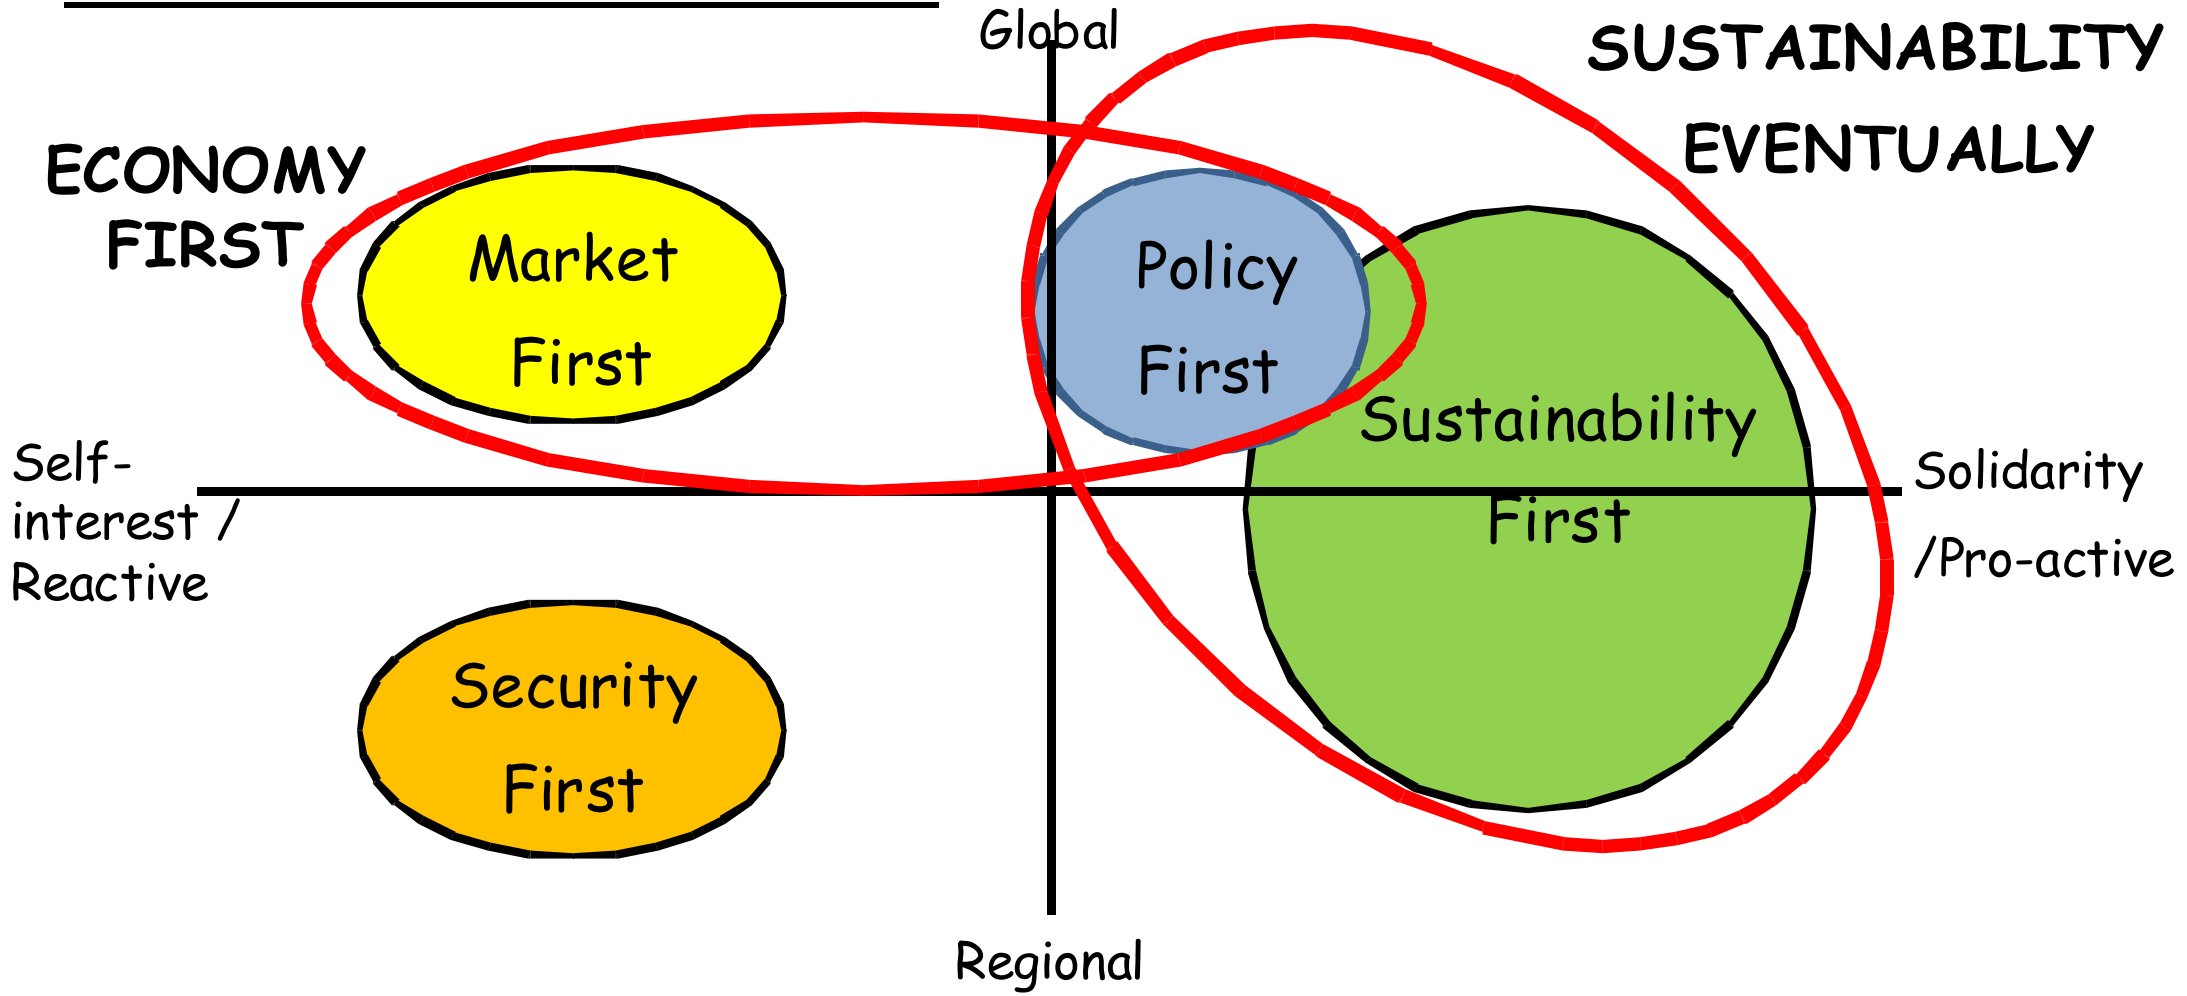 Global
SUSTAINABILITY
EVENTUALLY
ECONOMY
FIRST
Market
First
Policy
First
Sustainability
First
Self-
interest /
Reactive
Solidarity
/Pro-active
Security
First
Regional